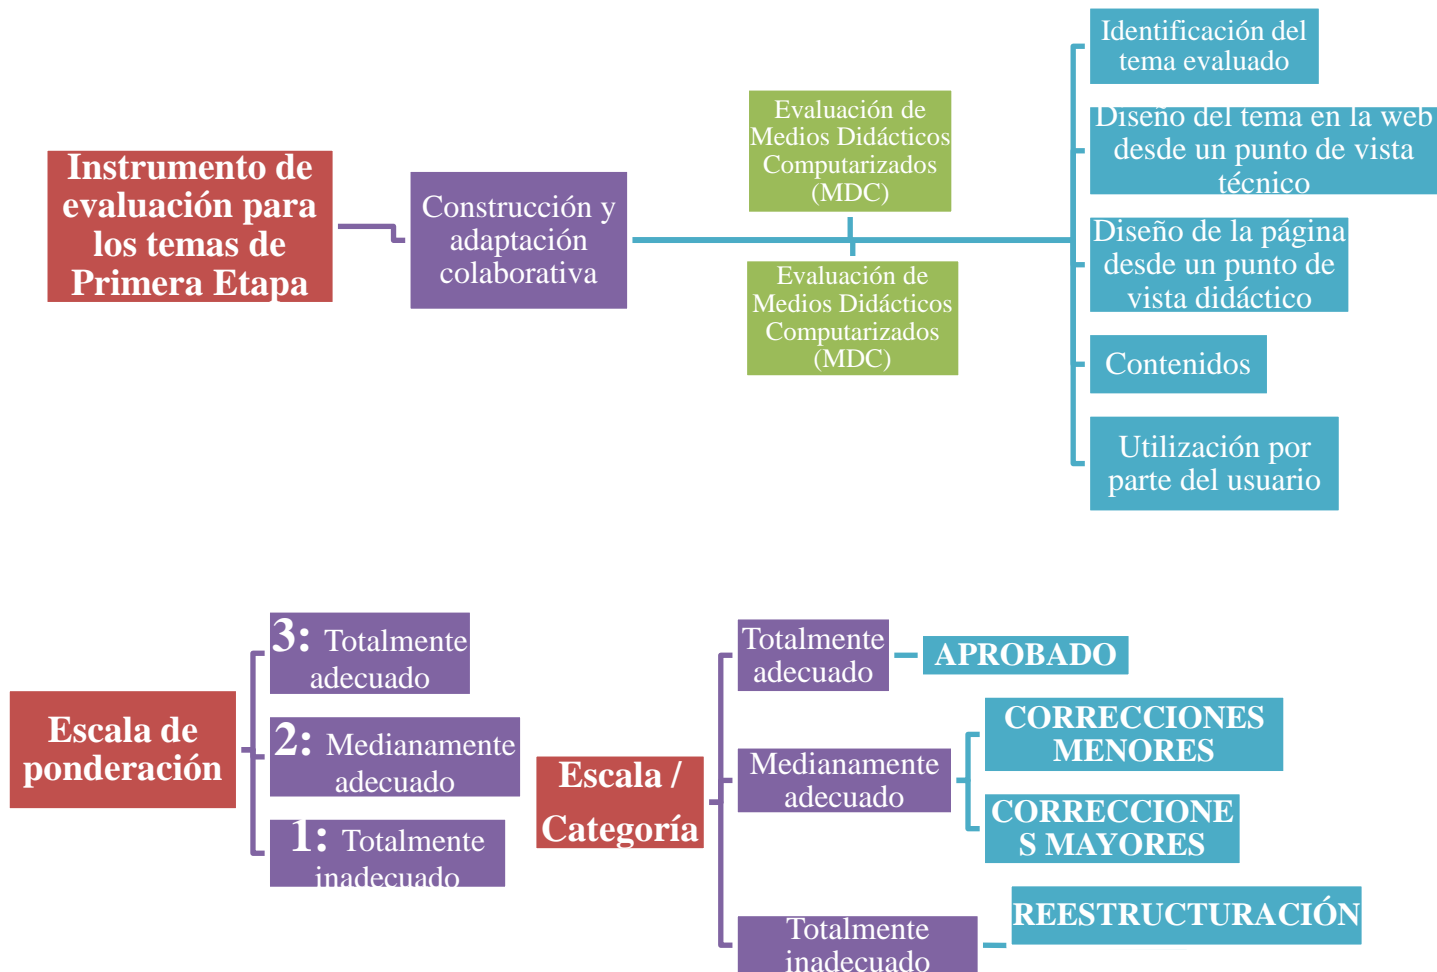 Instrumento de
evaluación para
los temas de
Primera Etapa
Construcción y
adaptación
colaborativa
Evaluación de
Medios Didácticos
Computarizados
(MDC)
Evaluación de
Medios Didácticos
Computarizados
(MDC)
Identificación del
tema evaluado
Diseño del tema en la web
desde un punto de vista
técnico
Diseño de la página
desde un punto de
vista didáctico
Contenidos
Utilización por
parte del usuario
Escala de
ponderación
3: Totalmente
adecuado
2: Medianamente
adecuado
1: Totalmente
inadecuado
Escala /
Categoría
Totalmente
adecuado
APROBADO
Medianamente
adecuado
CORRECCIONES
MENORES
CORRECCIONE
S MAYORES
Totalmente
inadecuado
REESTRUCTURACIÓN